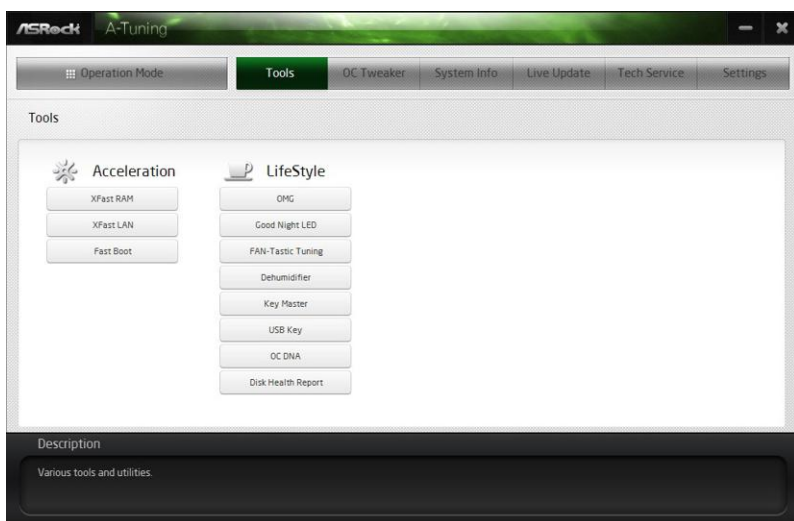 ASRock A-Tuning
Operation Mode Tools OC Tweaker System Info Live Update Tech Service Settings
Tools
Acceleration
XFast RAM
XFast LAN
Fast Boot
LifeStyle
OMG
Good Night LED
FAN-Tastic Tuning
Dehumidifier
Key Master
USB Key
OC DNA
Disk Health Report
Description
Various tools and utilities.